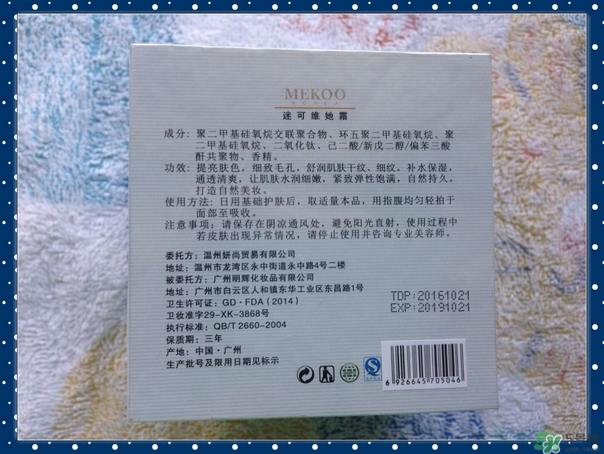 MEKOO
KOREA
迷可维她霜
成分：聚二甲基硅氧烷交联聚合物、环五聚二甲基硅氧烷、聚
二甲基硅氧烷、二氧化钛、己二酸/新戊二醇/偏苯三酸
酐共聚物、香精。
功效：提亮肤色，细致毛孔，舒润肌肤干纹、细纹。补水保湿，
通透清爽，让肌肤水润细嫩，紧致弹性饱满，自然持久，
打造自然美妆。
使用方法：日用基础护肤后，取适量本品，用指腹均匀轻拍于
面部至吸收。
注意事项：请保存在阴凉通风处，避免阳光直射，使用过程中
若皮肤出现异常情况，请停止使用并咨询专业美容师。
委托方：温州妍尚贸易有限公司
地址：温州市龙湾区永中街道永中路4号二楼
被委托方：广州明辉化妆品有限公司
地址：广州市白云区人和镇东华工业区东昌路1号
卫生许可证：GD·FDA（2014）
卫妆准字29-XK-3868号
执行标准：QB/T 2660-2004
保质期：三年
产地：中国·广州
生产批号及限用日期见标示
TDP:20161021
EXP:20191021
6 926645 705046